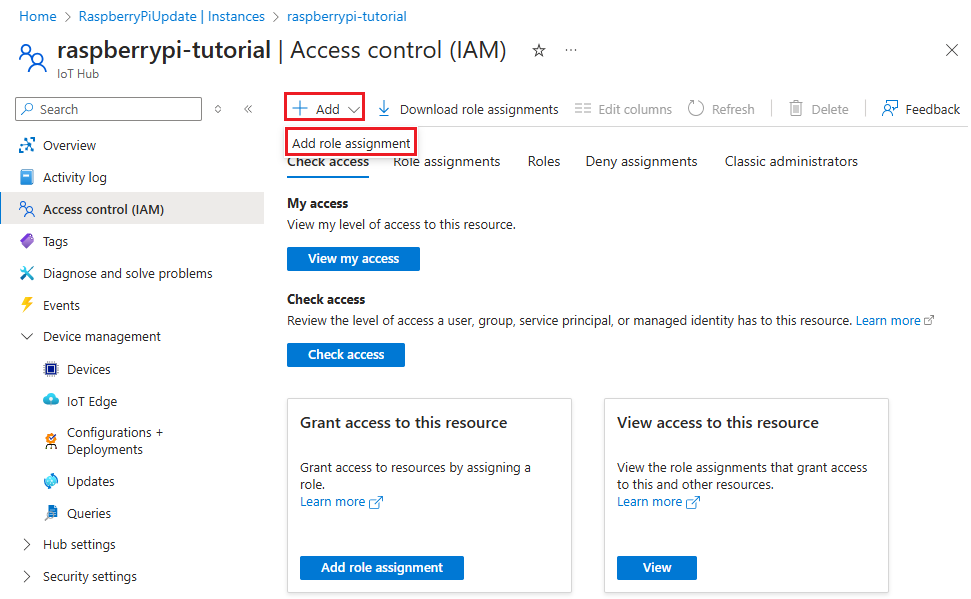 Home > RaspberryPiUpdate | Instances > raspberrypi-tutorial
raspberrypi-tutorial | Access control (IAM)
IoT Hub
Search
Add
Download role assignments
Edit columns
Refresh
Delete
Feedback
Add role assignment
Check access
Role assignments
Roles
Deny assignments
Classic administrators
Overview
Activity log
Access control (IAM)
Tags
Diagnose and solve problems
Events
Device management
Devices
IoT Edge
Configurations +
Deployments
Updates
Queries
Hub settings
Security settings
My access
View my level of access to this resource.
View my access
Check access
Review the level of access a user, group, service principal, or managed identity has to this resource. Learn more
Check access
Grant access to this resource
Grant access to resources by assigning a
role.
Learn more
Add role assignment
View access to this resource
View the role assignments that grant access
to this and other resources.
Learn more
View